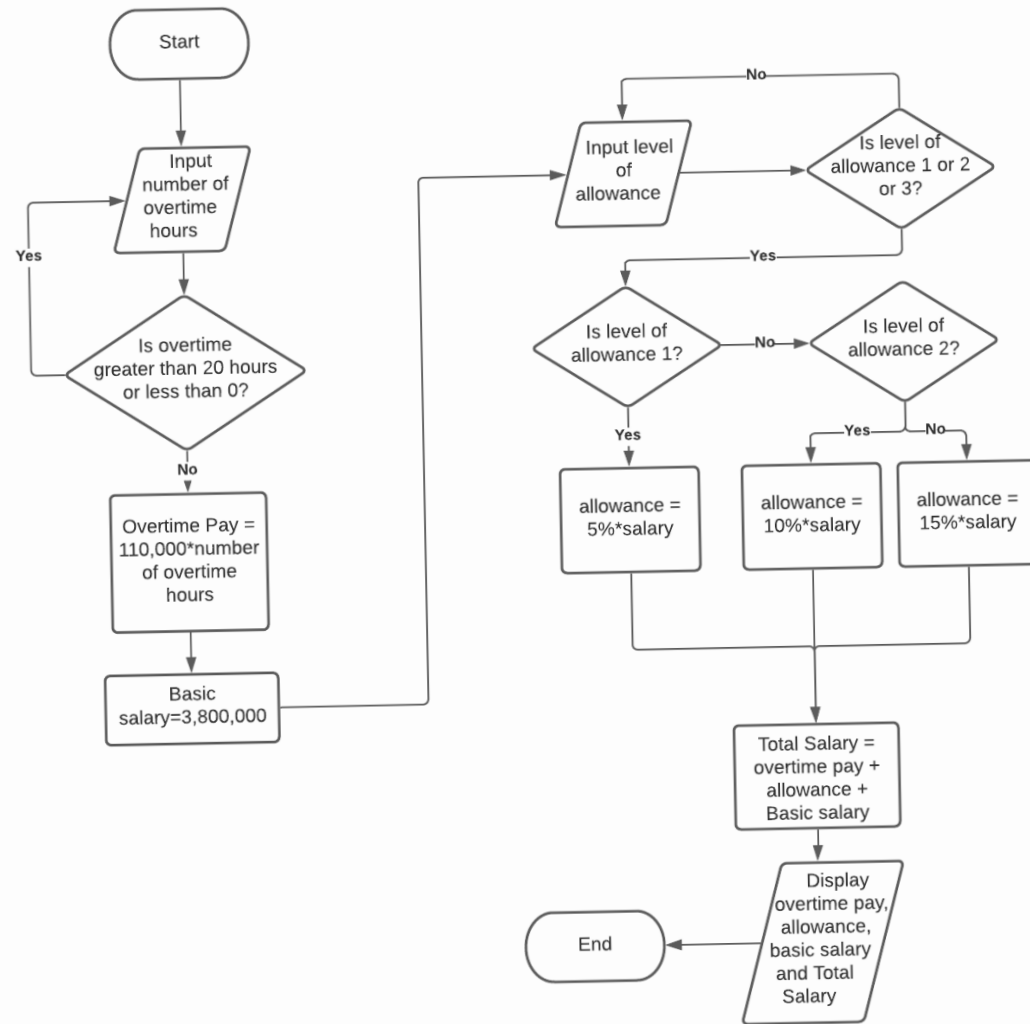 Start
Input
number of
overtime
hours
Yes
Is overtime
greater than 20 hours
or less than 0?
No
Overtime Pay =
110,000*number
of overtime
hours
Basic
salary=3,800,000
No
Input level
of
allowance
Is level of
allowance 1 or 2
or 3?
Yes
Is level of
allowance 1?
No
Is level of
allowance 2?
Yes
Yes
No
allowance =
5%*salary
allowance =
10%*salary
allowance =
15%*salary
Total Salary =
overtime pay +
allowance +
Basic salary
Display
overtime pay,
allowance,
basic salary
and Total
Salary
End